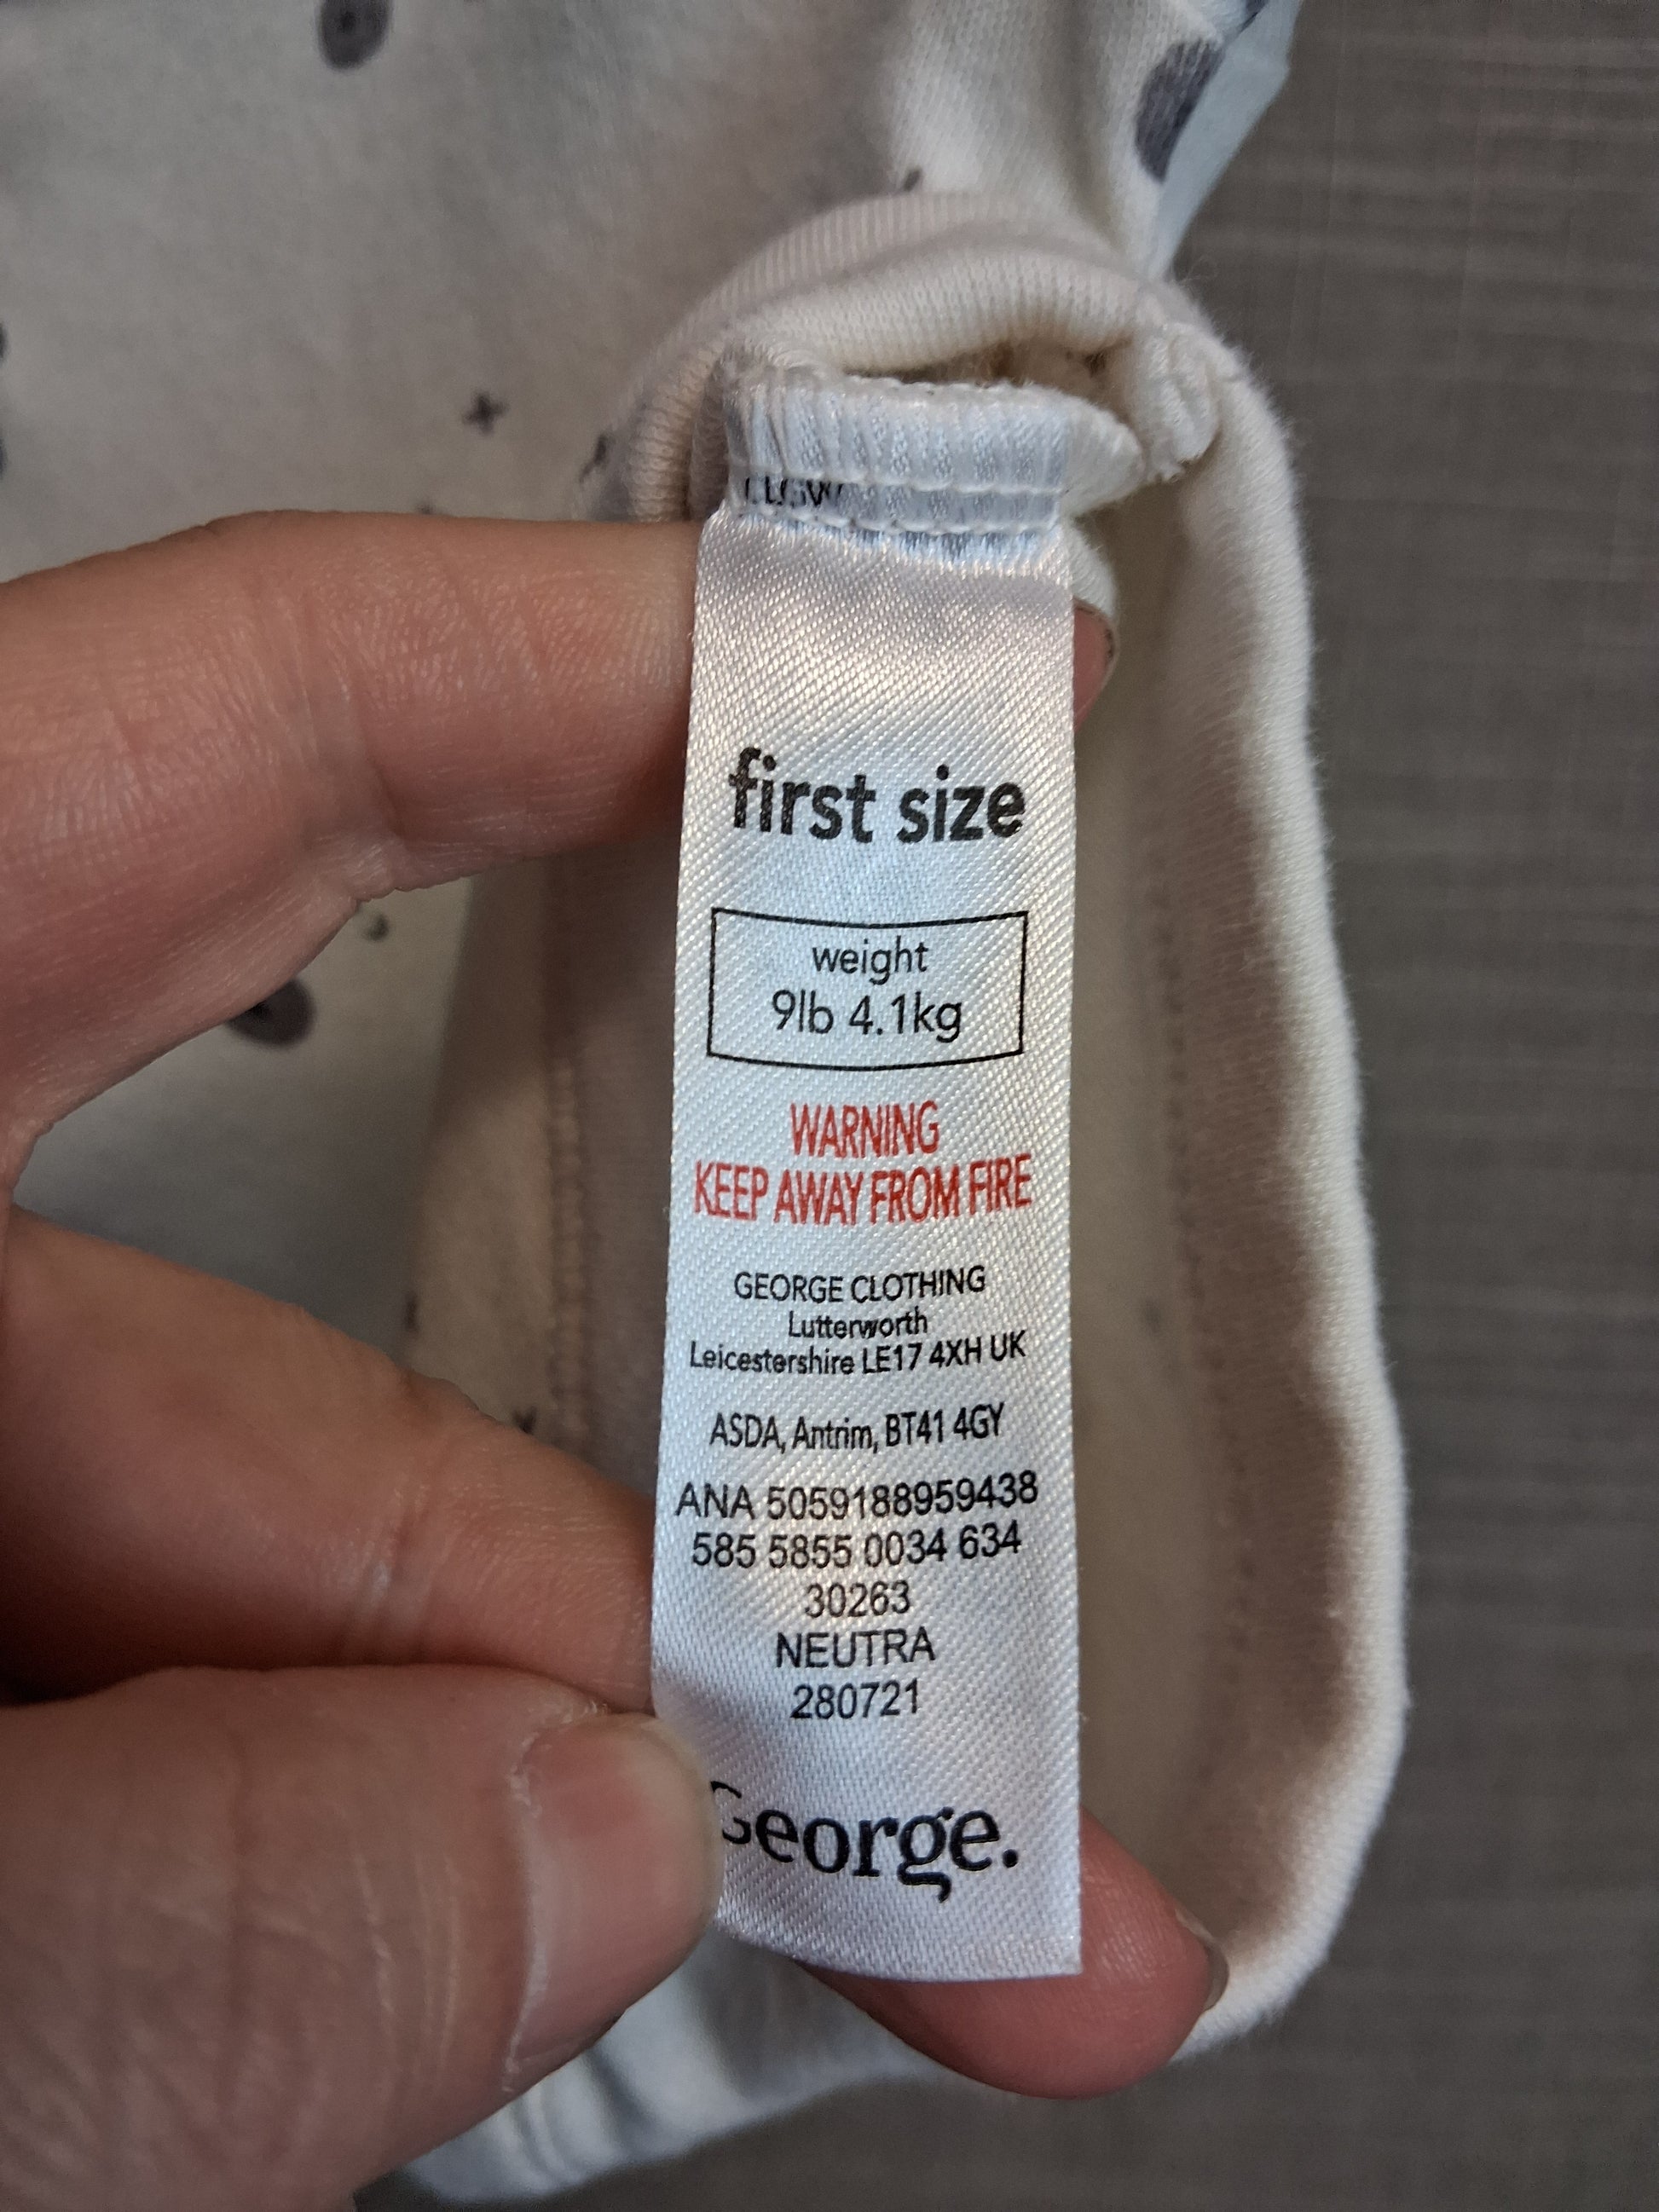 first size
weight
9lb 4.1kg
WARNING
KEEP AWAY FROM FIRE
GEORGE CLOTHING
Lutterworth
Leicestershire LE17 4XH UK
ASDA, Antrim, BT41 4GY
ANA 5059188959438
585 5855 0034 634
30263
NEUTRA
280721
George.